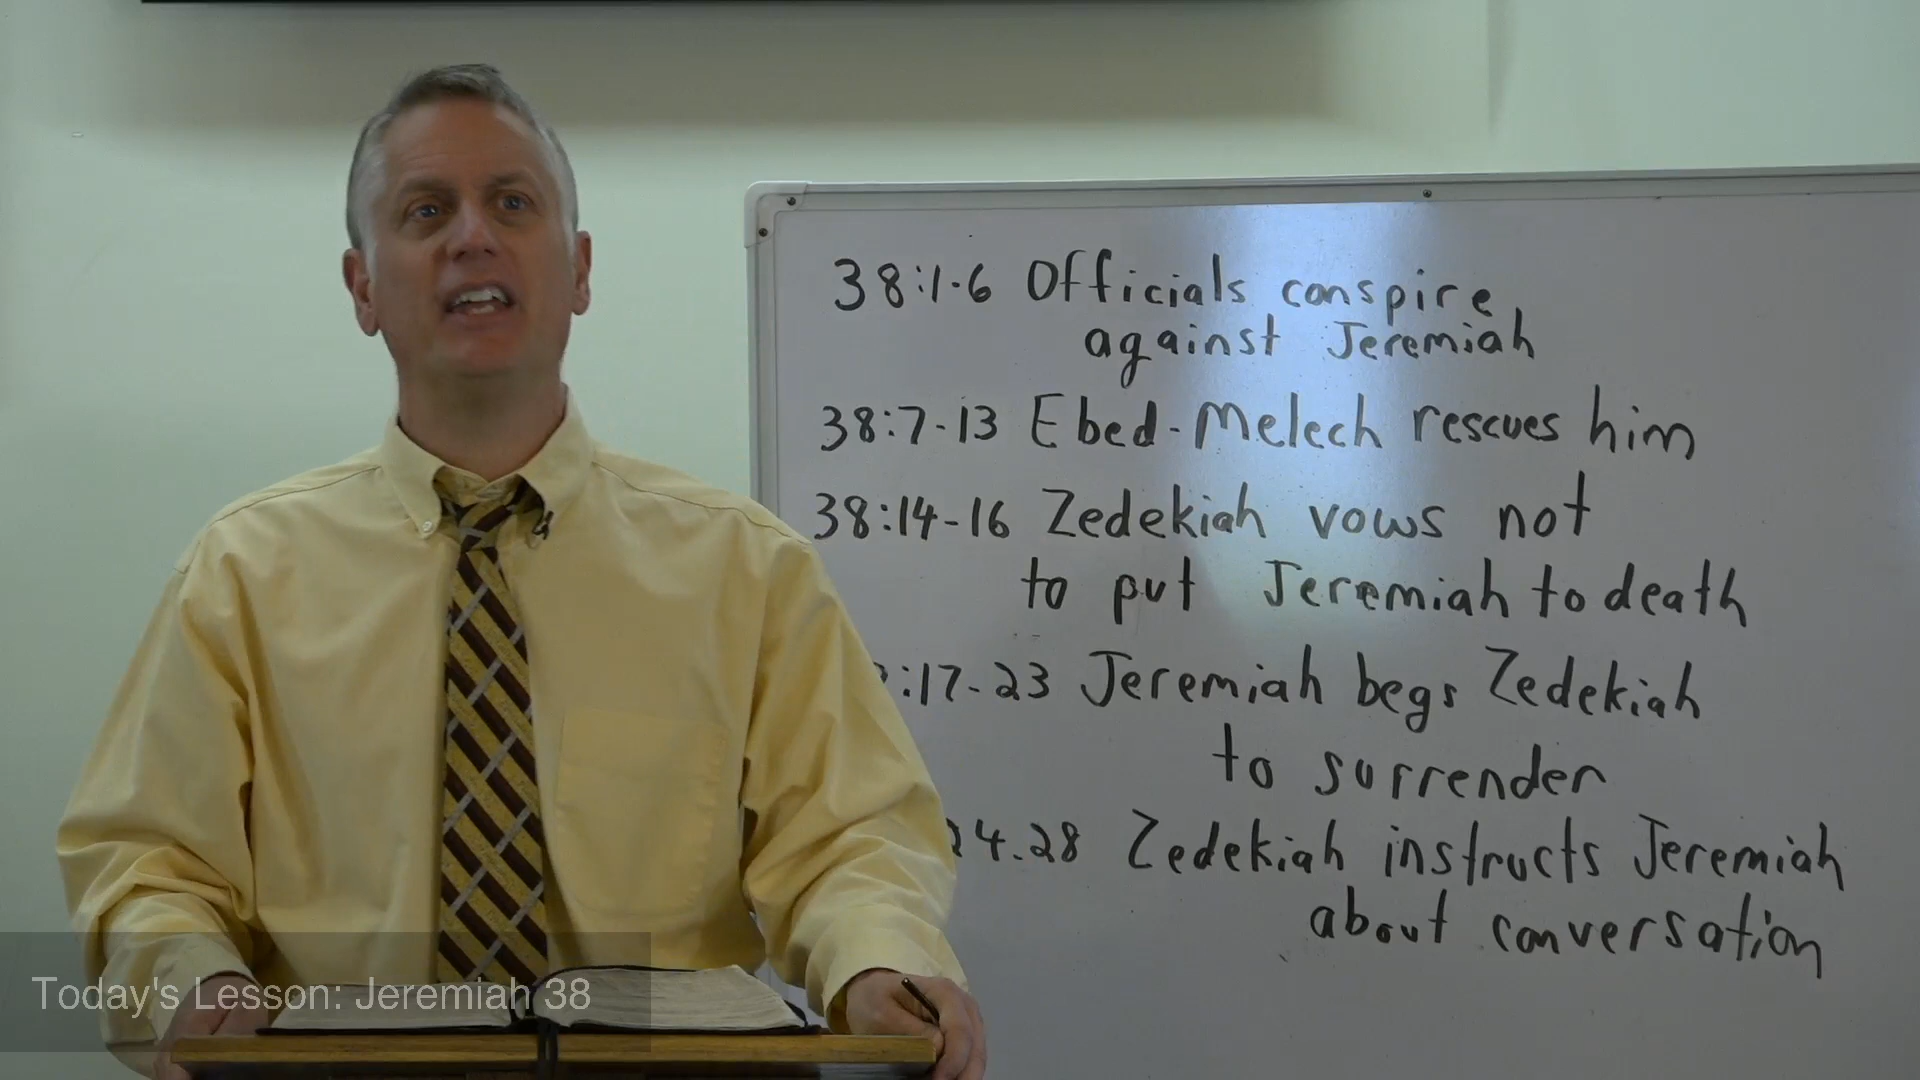 38:1-6 Officials conspire
against Jeremiah
38:7-13 Ebed-Melech rescues him
38:14-16 Zedekiah vows not
to put Jeremiah to death
:17-23 Jeremiah begs Zedekiah
to surrender
24-28 Zedekiah instructs Jeremiah
about conversation
Today's Lesson: Jeremiah 38